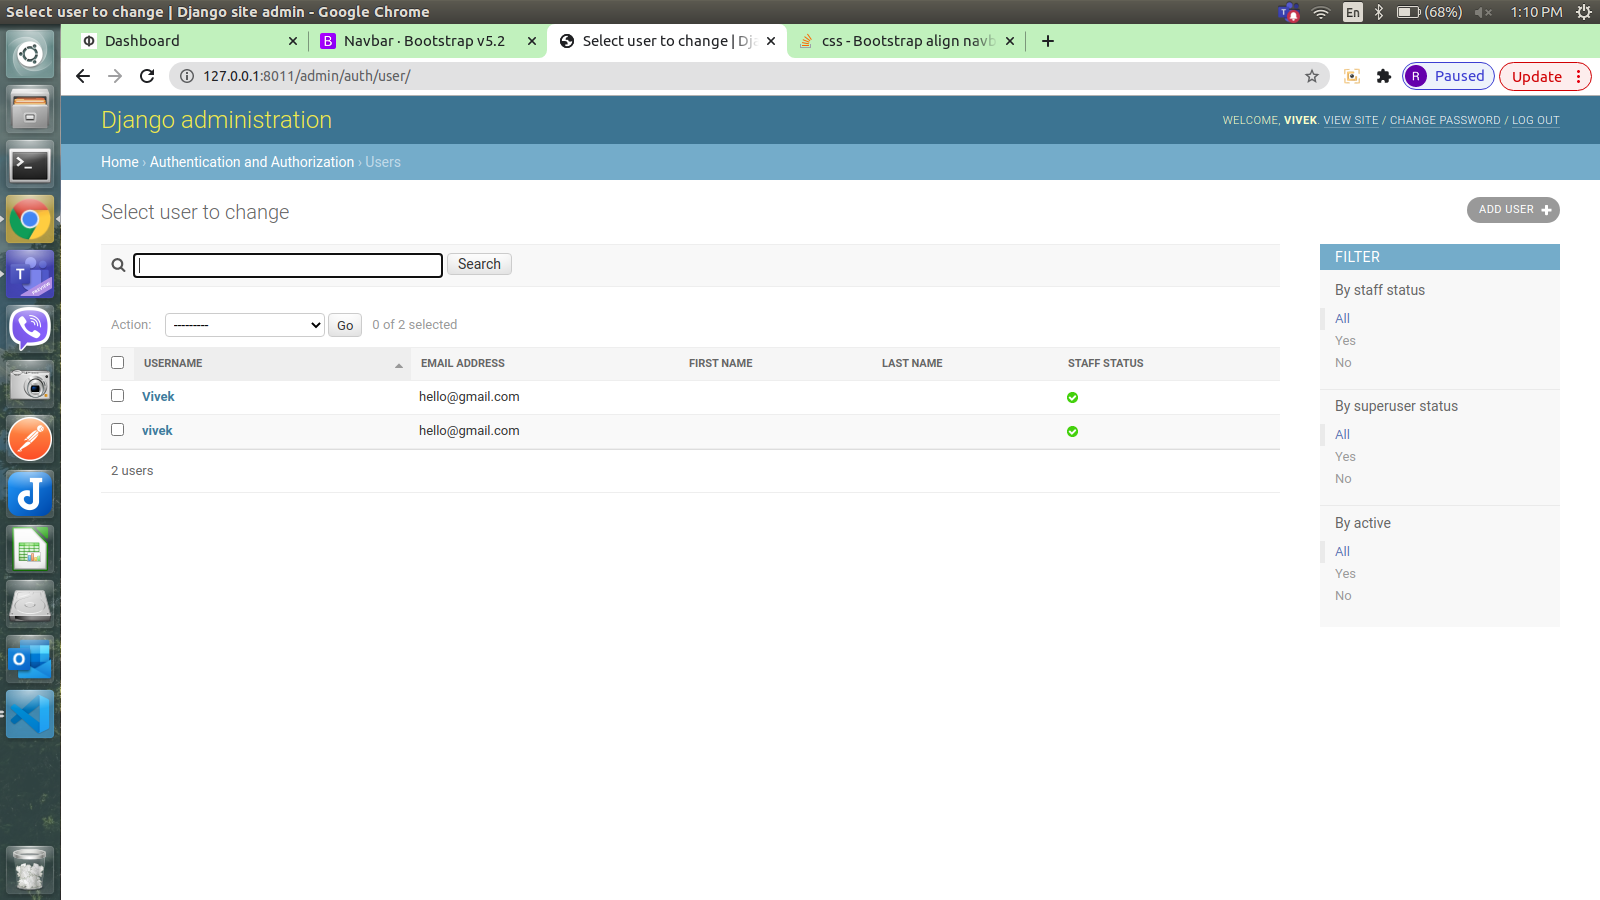 Select user to change | Django site admin - Google Chrome
En
(68%)
1:10 PM
Dashboard
Navbar · Bootstrap v5.2
Select user to change | Dj
css - Bootstrap align navb
127.0.0.1:8011/admin/auth/user/
R Paused
Update
Django administration
WELCOME, VIVEK. VIEW SITE / CHANGE PASSWORD / LOG OUT
Home › Authentication and Authorization › Users
Select user to change
ADD USER
Search
Action: --------- Go 0 of 2 selected
USERNAME EMAIL ADDRESS FIRST NAME LAST NAME STAFF STATUS
Vivek hello@gmail.com
vivek hello@gmail.com
2 users
FILTER
By staff status
All
Yes
No
By superuser status
All
Yes
No
By active
All
Yes
No